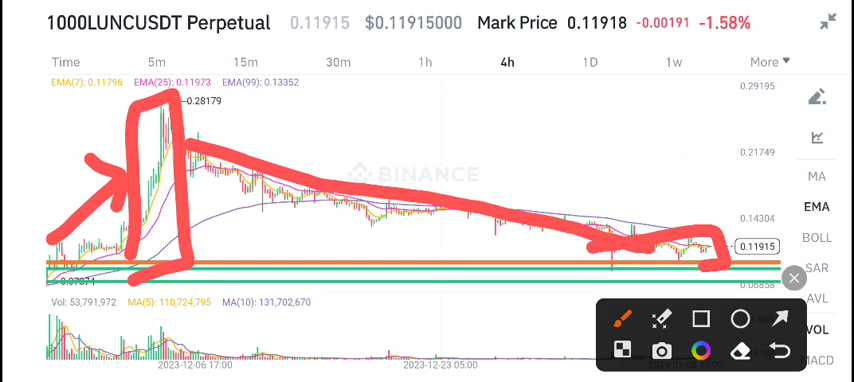 1000LUNCUSDT Perpetual 0.11915 $0.11915000 Mark Price 0.11918 -0.00191 -1.58%
Time 5m 15m 30m 1h 4h 1D 1w More
EMA(7): 0.11796 EMA(25): 0.11973 EMA(99): 0.13352
0.29195
0.28179
0.21749
BINANCE
MA
EMA
0.14304
BOLL
0.11915
SAR
0.06858
AVL
Vol: 53,791,972 MA(5): 110,724,795 MA(10): 131,702,670
VOL
MACD
2023-12-06 17:00 2023-12-23 05:00